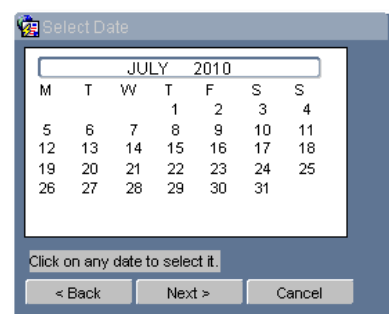 Select Date
JULY 2010
M T W T F S S
1 2 3 4
5 6 7 8 9 10 11
12 13 14 15 16 17 18
19 20 21 22 23 24 25
26 27 28 29 30 31
Click on any date to select it.
< Back Next > Cancel